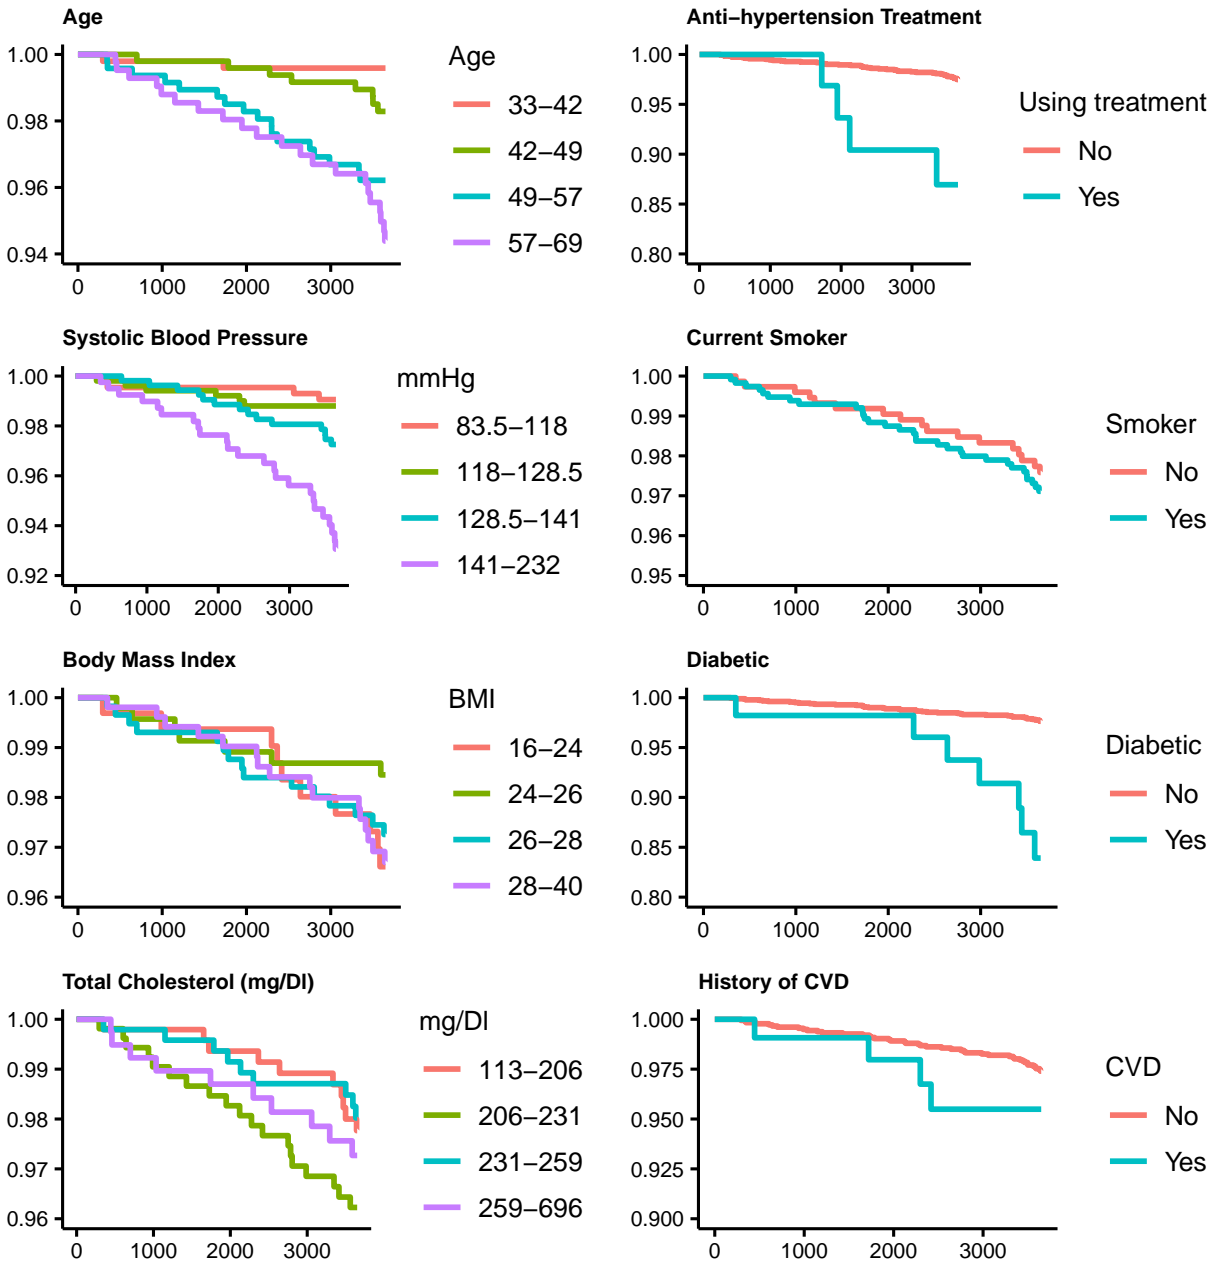 Age
1.00
0.98
0.96
0.94
0 1000 2000 3000
Age
33–42
42–49
49–57
57–69
Anti–hypertension Treatment
1.00
0.95
0.90
0.85
0.80
0 1000 2000 3000
Using treatment
No
Yes
Systolic Blood Pressure
1.00
0.98
0.96
0.94
0.92
0 1000 2000 3000
mmHg
83.5–118
118–128.5
128.5–141
141–232
Current Smoker
1.00
0.99
0.98
0.97
0.96
0.95
0 1000 2000 3000
Smoker
No
Yes
Body Mass Index
1.00
0.99
0.98
0.97
0.96
0 1000 2000 3000
BMI
16–24
24–26
26–28
28–40
Diabetic
1.00
0.95
0.90
0.85
0.80
0 1000 2000 3000
Diabetic
No
Yes
Total Cholesterol (mg/Dl)
1.00
0.99
0.98
0.97
0.96
0 1000 2000 3000
mg/Dl
113–206
206–231
231–259
259–696
History of CVD
1.000
0.975
0.950
0.925
0.900
0 1000 2000 3000
CVD
No
Yes